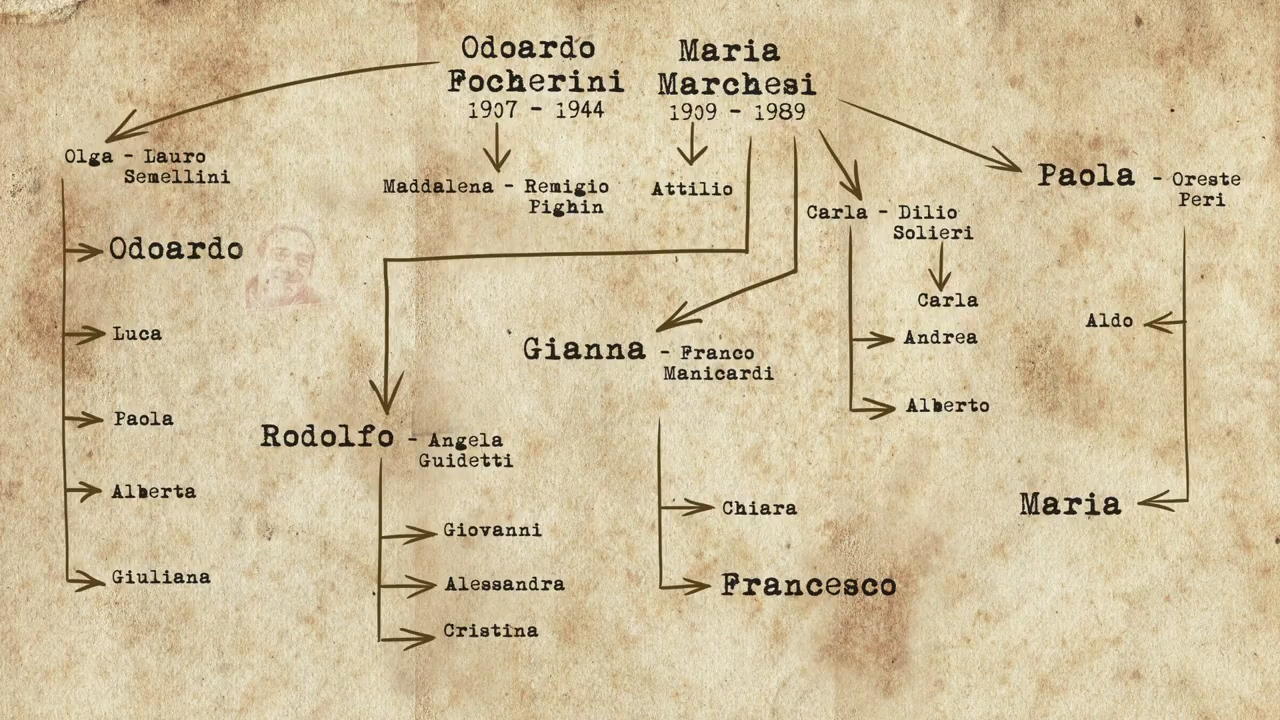 Odoardo
Focherini
1907 - 1944
Maria
Marchesi
1909 - 1989
Olga - Lauro
Semellini
Maddalena - Remigio
Pighin
Attilio
Carla - Dilio
Solieri
Paola - Oreste
Peri
Odoardo
Luca
Paola
Alberta
Giuliana
Rodolfo - Angela
Guidetti
Giovanni
Alessandra
Cristina
Gianna - Franco
Manicardi
Chiara
Francesco
Carla
Andrea
Alberto
Aldo
Maria